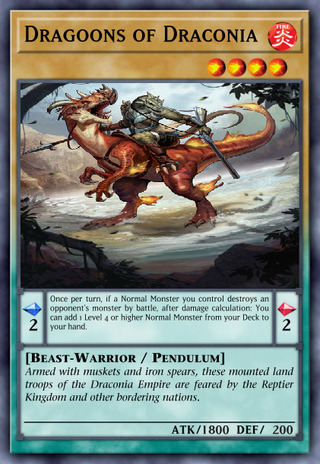 Dragoons of Draconia
FIRE
炎
Once per turn, if a Normal Monster you control destroys an
opponent's monster by battle, after damage calculation: You
can add 1 Level 4 or higher Normal Monster from your Deck to
your hand.
2
2
[Beast-Warrior / Pendulum]
Armed with muskets and iron spears, these mounted land
troops of the Draconia Empire are feared by the Reptier
Kingdom and other bordering nations.
ATK/1800 DEF/ 200